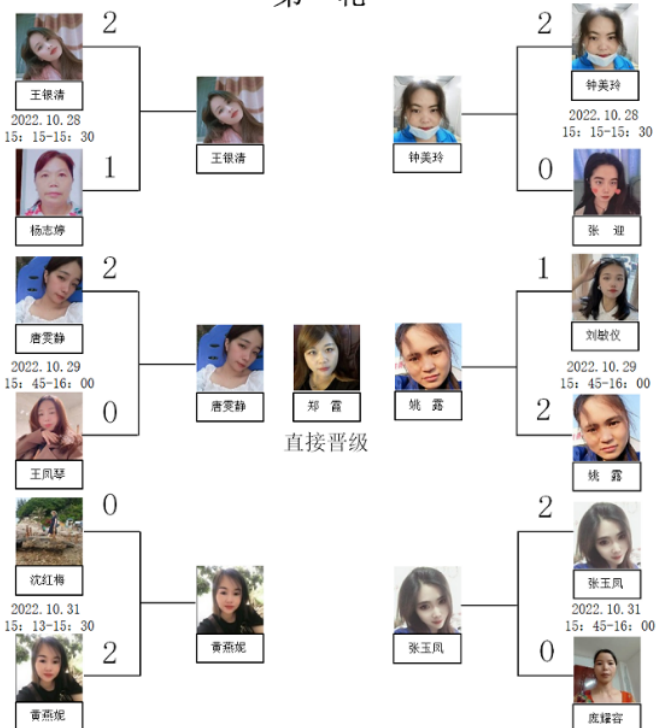 2
2
王银清
钟美玲
2022.10.28
15: 15-15: 30
王银清
钟美玲
2022.10.28
15: 15-15: 30
1
0
杨志婷
张 迎
2
1
唐雯静
刘敏仪
2022.10.29
15: 45-16: 00
唐雯静
郑 霞
姚 露
2022.10.29
15: 45-16: 00
0
2
直接晋级
王凤琴
姚 露
0
2
沈红梅
张玉凤
2022.10.31
15: 13-15: 30
黄燕妮
张玉凤
2022.10.31
15: 45-16: 00
2
0
黄燕妮
庞耀容